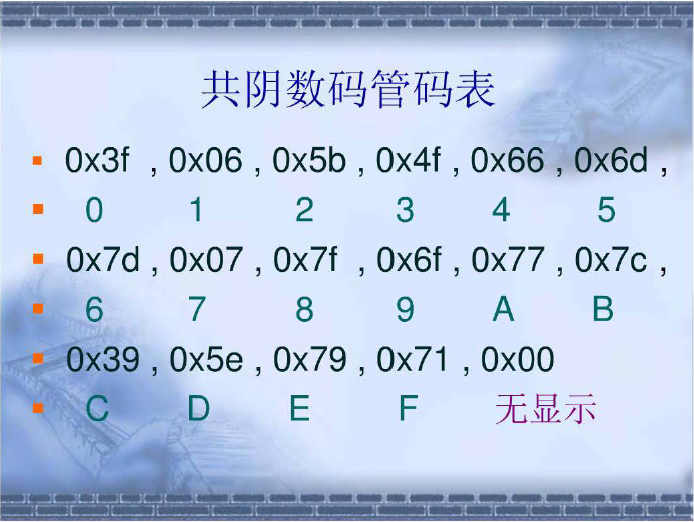 共阴数码管码表
0x3f , 0x06 , 0x5b , 0x4f , 0x66 , 0x6d ,
0 1 2 3 4 5
0x7d , 0x07 , 0x7f , 0x6f , 0x77 , 0x7c ,
6 7 8 9 A B
0x39 , 0x5e , 0x79 , 0x71 , 0x00
C D E F 无显示